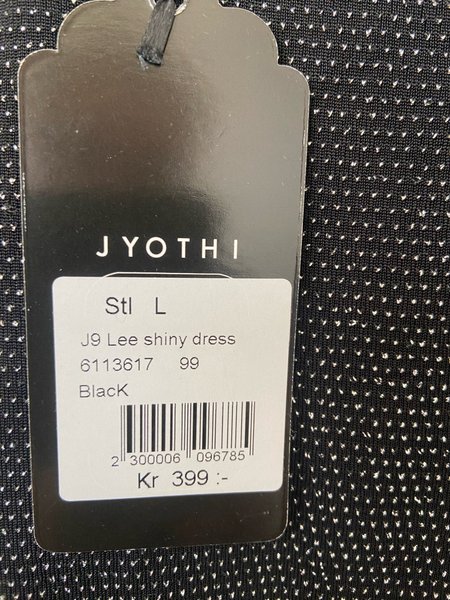 JYOTHI
Stl L
J9 Lee shiny dress
6113617 99
BlacK
2 300006 096785
Kr 399 :-